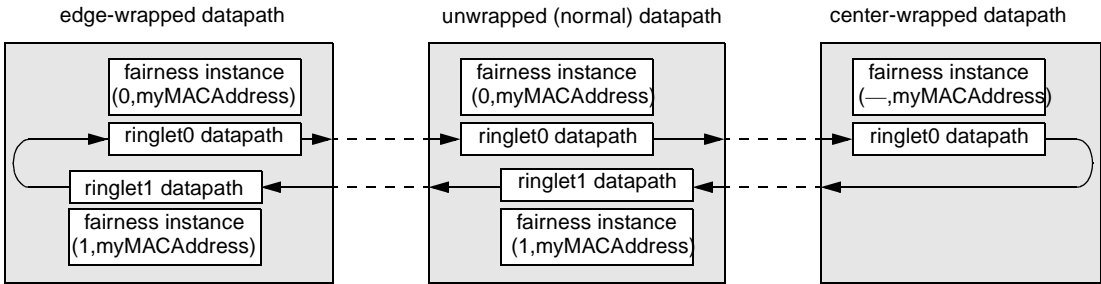 edge-wrapped datapath
unwrapped (normal) datapath
center-wrapped datapath
fairness instance
(0,myMACAddress)
ringlet0 datapath
ringlet1 datapath
fairness instance
(1,myMACAddress)
fairness instance
(0,myMACAddress)
ringlet0 datapath
ringlet1 datapath
fairness instance
(1,myMACAddress)
fairness instance
(—,myMACAddress)
ringlet0 datapath